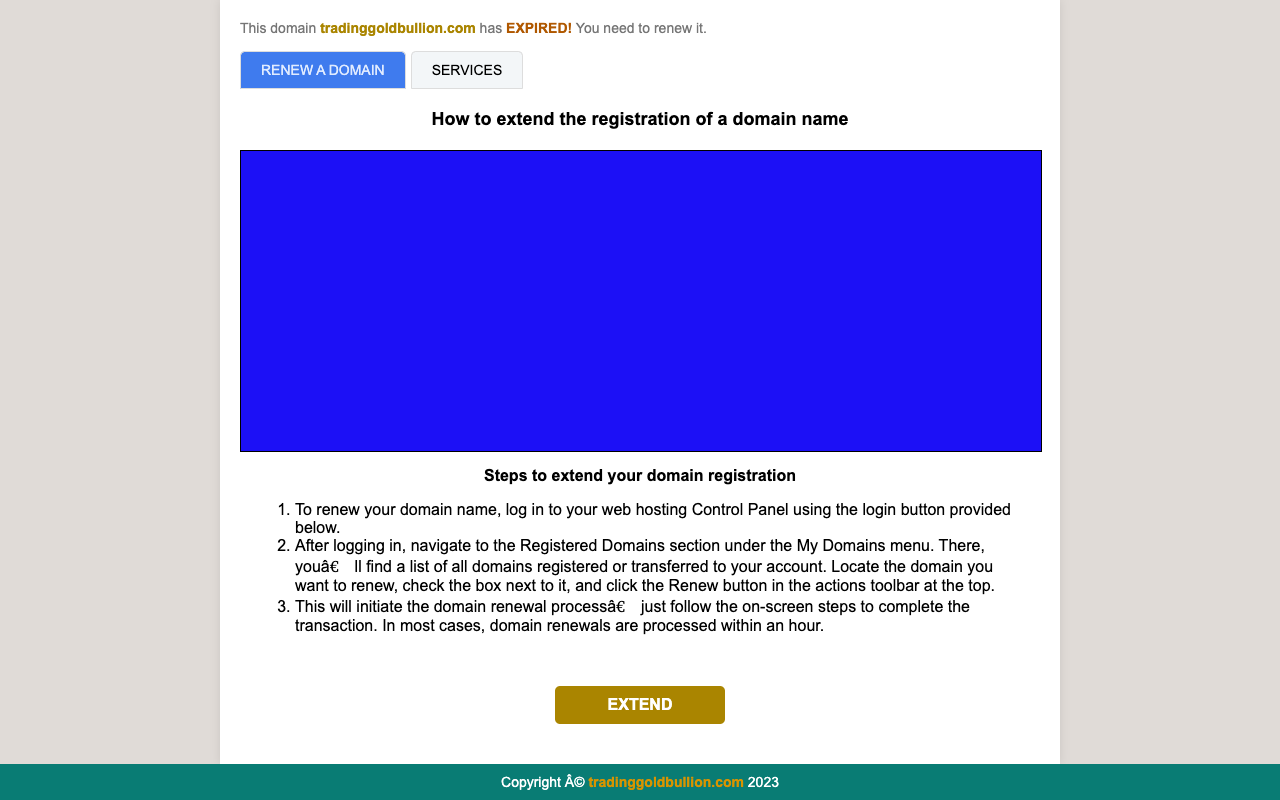 This domain tradinggoldbullion.com has EXPIRED! You need to renew it.
RENEW A DOMAIN
SERVICES
How to extend the registration of a domain name
Steps to extend your domain registration
1. To renew your domain name, log in to your web hosting Control Panel using the login button provided
below.
2. After logging in, navigate to the Registered Domains section under the My Domains menu. There,
youâ€ ll find a list of all domains registered or transferred to your account. Locate the domain you
want to renew, check the box next to it, and click the Renew button in the actions toolbar at the top.
3. This will initiate the domain renewal processâ€ just follow the on-screen steps to complete the
transaction. In most cases, domain renewals are processed within an hour.
EXTEND
Copyright Â© tradinggoldbullion.com 2023